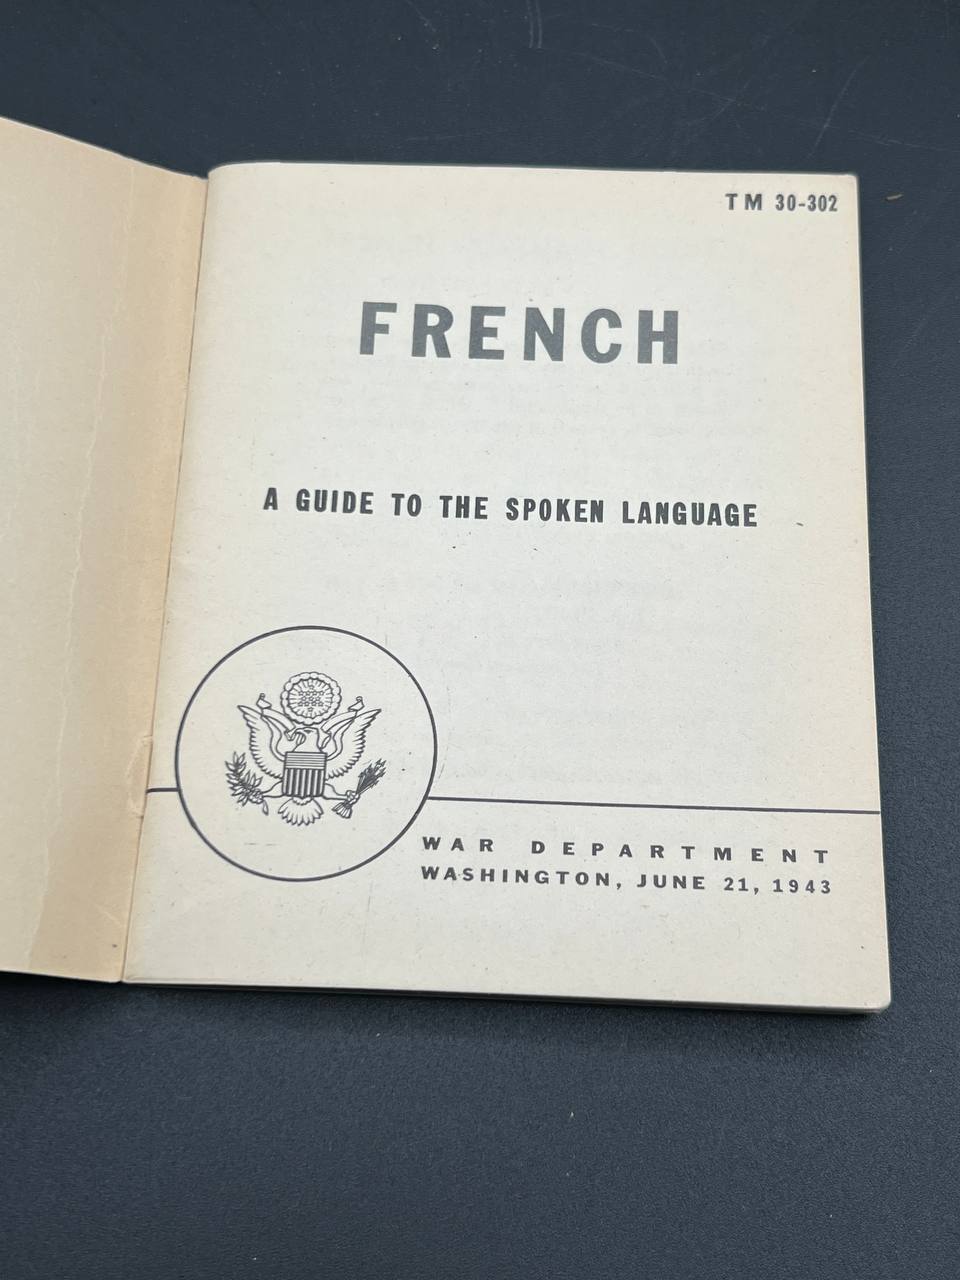 TM 30-302
FRENCH
A GUIDE TO THE SPOKEN LANGUAGE
WAR DEPARTMENT
WASHINGTON, JUNE 21, 1943